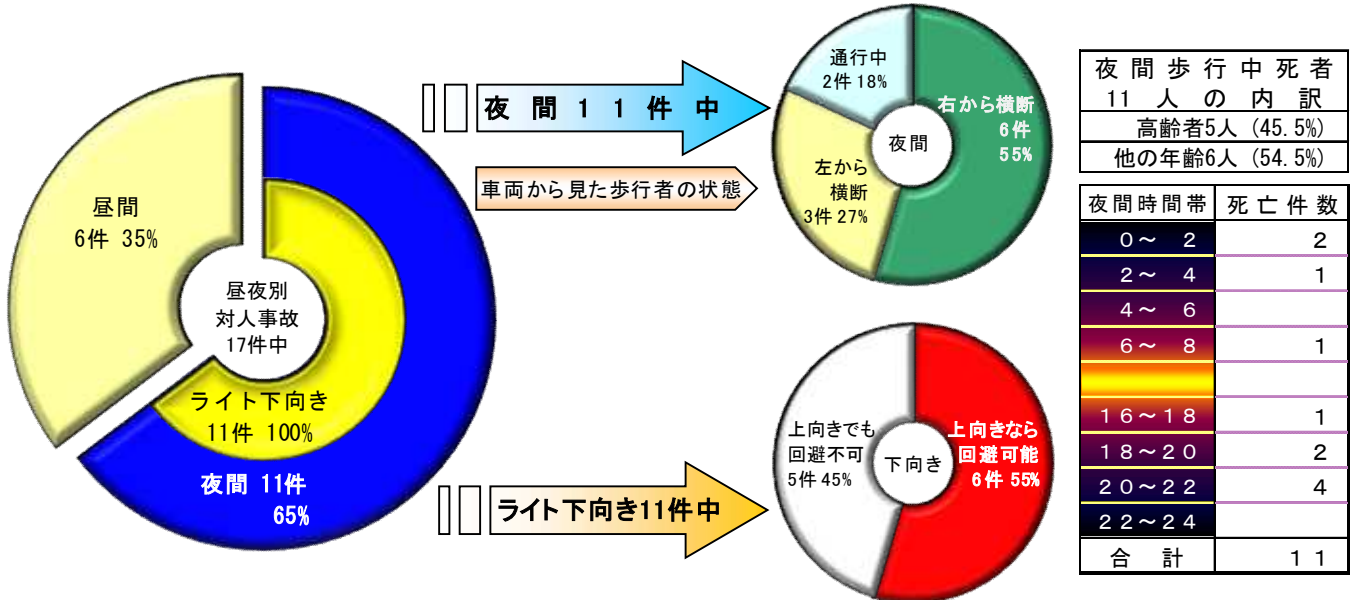 昼間
6件 35%
昼夜別
対人事故
17件中
ライト下向き
11件 100%
夜間 11件
65%
夜間11件中
車両から見た歩行者の状態
通行中
2件 18%
右から横断
6件
55%
夜間
左から
横断
3件 27%
ライト下向き11件中
上向きでも
回避不可
5件 45%
下向き
上向きなら
回避可能
6件 55%
夜間歩行中死者
11人の内訳
高齢者5人 (45.5%)
他の年齢6人 (54.5%)
夜間時間帯 死亡件数
0～ 2 2
2～ 4 1
4～ 6
6～ 8 1
16～18 1
18～20 2
20～22 4
22～24
合計 11